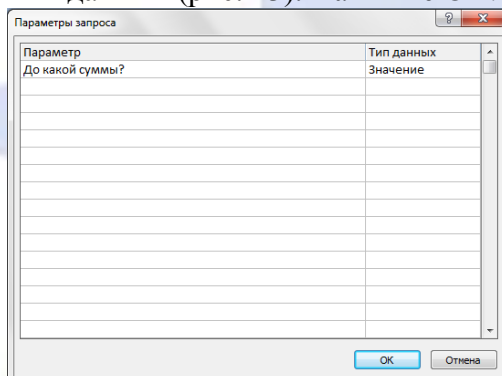 Параметры запроса
Параметр Тип данных
До какой суммы? Значение
ОК Отмена